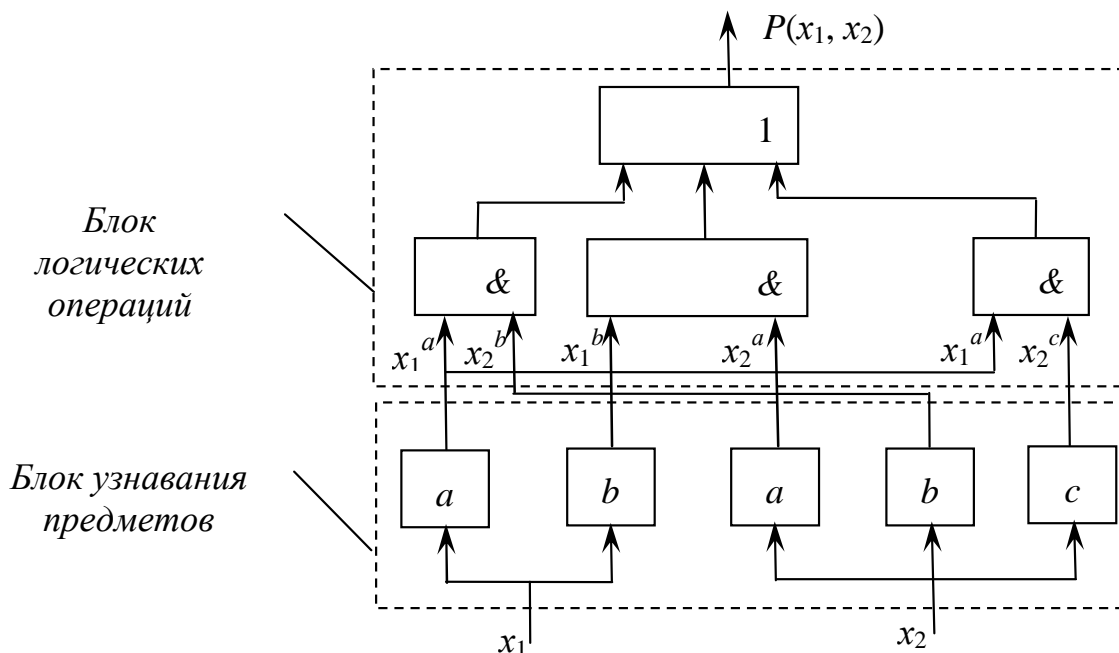 P(x₁, x₂)
1
Блок
логических
операций
& & &
x₁ᵃ x₂ᵇ x₁ᵇ x₂ᵃ x₁ᵃ x₂ᶜ
Блок узнавания
предметов
a b a b c
x₁ x₂